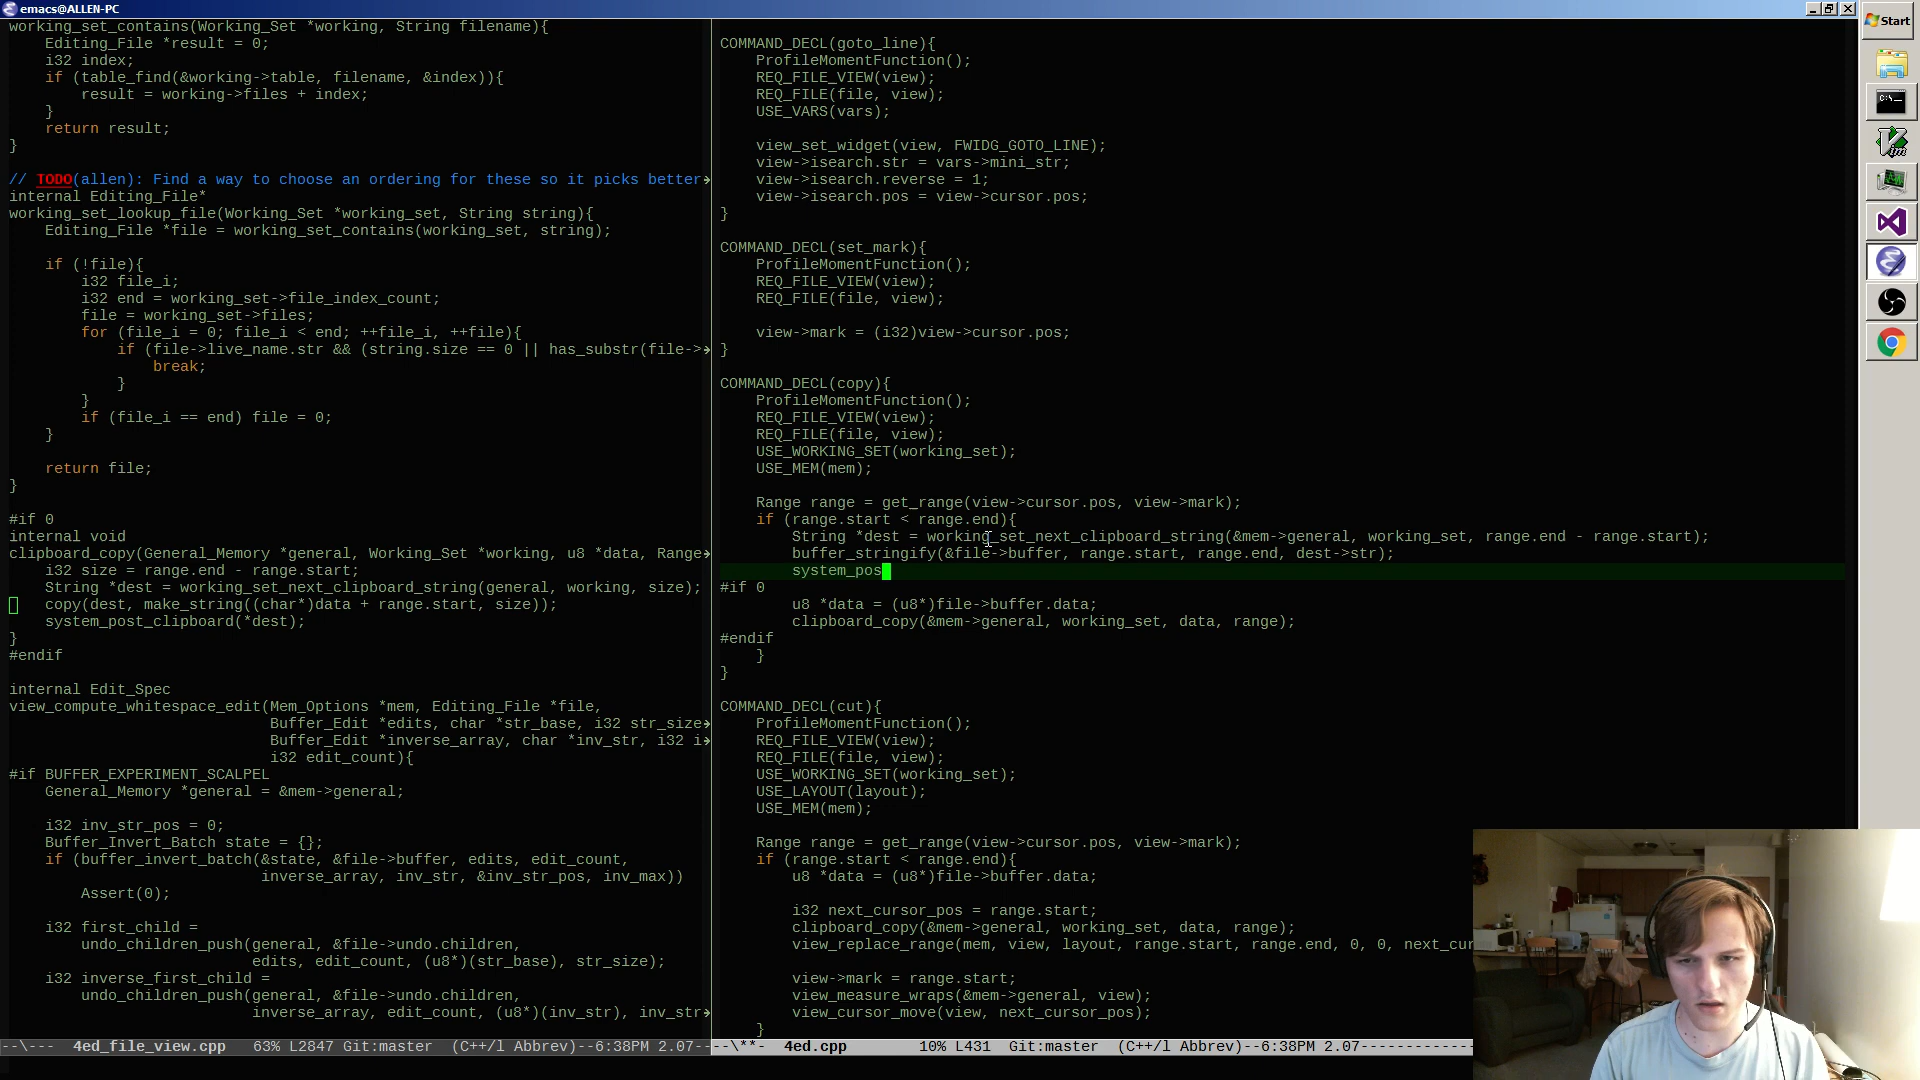 emacs@ALLEN-PC
working_set_contains(Working_Set *working, String filename){
    Editing_File *result = 0;
    i32 index;
    if (table_find(&working->table, filename, &index)){
        result = working->files + index;
    }
    return result;
}
// TODO(allen): Find a way to choose an ordering for these so it picks better
internal Editing_File*
working_set_lookup_file(Working_Set *working_set, String string){
    Editing_File *file = working_set_contains(working_set, string);
    if (!file){
        i32 file_i;
        i32 end = working_set->file_index_count;
        file = working_set->files;
        for (file_i = 0; file_i < end; ++file_i, ++file){
            if (file->live_name.str && (string.size == 0 || has_substr(file->
                break;
            }
        }
        if (file_i == end) file = 0;
    }
    return file;
}
#if 0
internal void
clipboard_copy(General_Memory *general, Working_Set *working, u8 *data, Range
    i32 size = range.end - range.start;
    String *dest = working_set_next_clipboard_string(general, working, size);
    copy(dest, make_string((char*)data + range.start, size));
    system_post_clipboard(*dest);
}
#endif
internal Edit_Spec
view_compute_whitespace_edit(Mem_Options *mem, Editing_File *file,
                             Buffer_Edit *edits, char *str_base, i32 str_size
                             Buffer_Edit *inverse_array, char *inv_str, i32 i
                             i32 edit_count){
#if BUFFER_EXPERIMENT_SCALPEL
    General_Memory *general = &mem->general;
    i32 inv_str_pos = 0;
    Buffer_Invert_Batch state = {};
    if (buffer_invert_batch(&state, &file->buffer, edits, edit_count,
                            inverse_array, inv_str, &inv_str_pos, inv_max))
        Assert(0);
    i32 first_child =
        undo_children_push(general, &file->undo.children,
                           edits, edit_count, (u8*)(str_base), str_size);
    i32 inverse_first_child =
        undo_children_push(general, &file->undo.children,
                           inverse_array, edit_count, (u8*)(inv_str), inv_str
--\---  4ed_file_view.cpp   63% L2847 Git:master  (C++/l Abbrev)--6:38PM 2.07--
COMMAND_DECL(goto_line){
    ProfileMomentFunction();
    REQ_FILE_VIEW(view);
    REQ_FILE(file, view);
    USE_VARS(vars);
    view_set_widget(view, FWIDG_GOTO_LINE);
    view->isearch.str = vars->mini_str;
    view->isearch.reverse = 1;
    view->isearch.pos = view->cursor.pos;
}
COMMAND_DECL(set_mark){
    ProfileMomentFunction();
    REQ_FILE_VIEW(view);
    REQ_FILE(file, view);
    view->mark = (i32)view->cursor.pos;
}
COMMAND_DECL(copy){
    ProfileMomentFunction();
    REQ_FILE_VIEW(view);
    REQ_FILE(file, view);
    USE_WORKING_SET(working_set);
    USE_MEM(mem);
    Range range = get_range(view->cursor.pos, view->mark);
    if (range.start < range.end){
        String *dest = working_set_next_clipboard_string(&mem->general, working_set, range.end - range.start);
        buffer_stringify(&file->buffer, range.start, range.end, dest->str);
        system_pos
#if 0
        u8 *data = (u8*)file->buffer.data;
        clipboard_copy(&mem->general, working_set, data, range);
#endif
    }
}
COMMAND_DECL(cut){
    ProfileMomentFunction();
    REQ_FILE_VIEW(view);
    REQ_FILE(file, view);
    USE_WORKING_SET(working_set);
    USE_LAYOUT(layout);
    USE_MEM(mem);
    Range range = get_range(view->cursor.pos, view->mark);
    if (range.start < range.end){
        u8 *data = (u8*)file->buffer.data;
        i32 next_cursor_pos = range.start;
        clipboard_copy(&mem->general, working_set, data, range);
        view_replace_range(mem, view, layout, range.start, range.end, 0, 0, next_cur
        view->mark = range.start;
        view_measure_wraps(&mem->general, view);
        view_cursor_move(view, next_cursor_pos);
    }
--\**-  4ed.cpp        10% L431  Git:master  (C++/l Abbrev)--6:38PM 2.07------------
Start